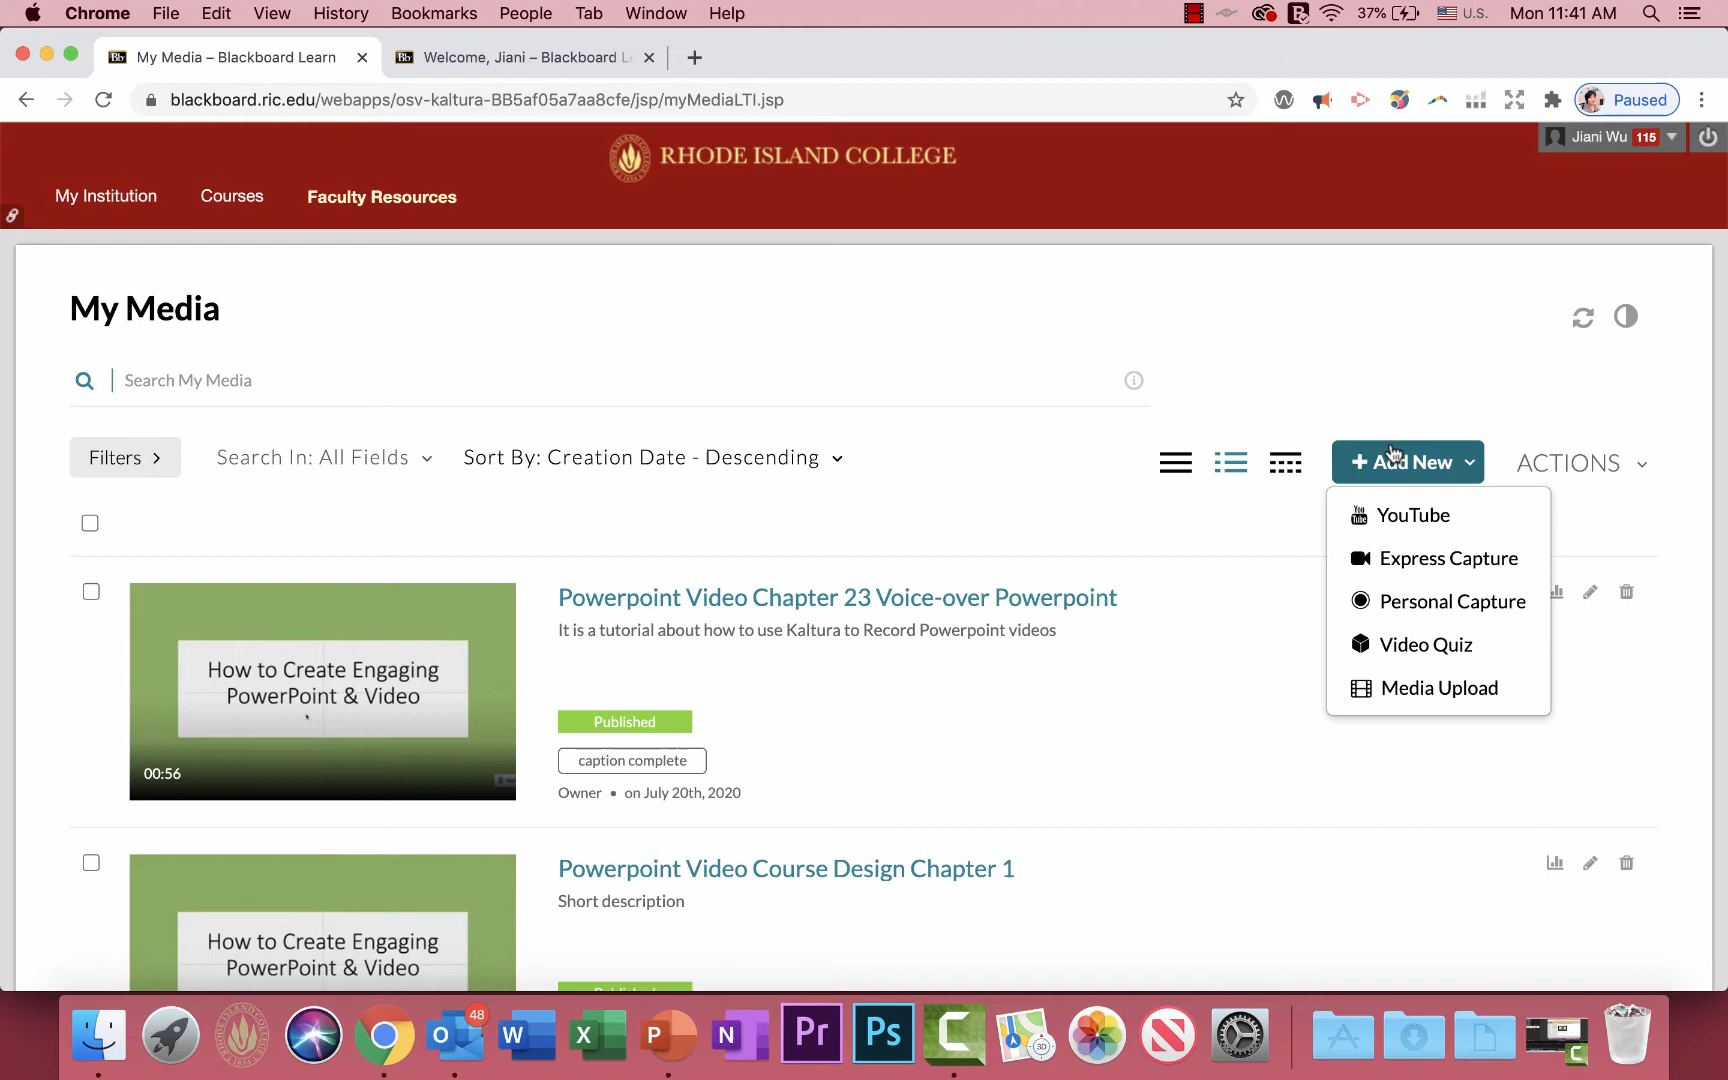 Chrome File Edit View History Bookmarks People Tab Window Help 37% U.S. Mon 11:41 AM
My Media – Blackboard Learn Welcome, Jiani – Blackboard Le
blackboard.ric.edu/webapps/osv-kaltura-BB5af05a7aa8cfe/jsp/myMediaLTI.jsp Paused
Jiani Wu 115
RHODE ISLAND COLLEGE
My Institution Courses Faculty Resources
My Media
Search My Media
Filters Search In: All Fields Sort By: Creation Date - Descending + Add New ACTIONS
YouTube
Express Capture
Personal Capture
Video Quiz
Media Upload
Powerpoint Video Chapter 23 Voice-over Powerpoint
It is a tutorial about how to use Kaltura to Record Powerpoint videos
How to Create Engaging
PowerPoint & Video
00:56
Published
caption complete
Owner • on July 20th, 2020
Powerpoint Video Course Design Chapter 1
Short description
How to Create Engaging
PowerPoint & Video
48
O W X P N Pr Ps C 3D